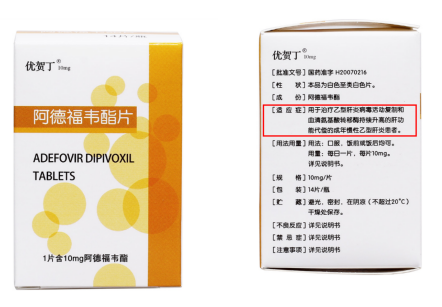 优贺丁® 10mg
14片/盒
阿德福韦酯片
ADEFOVIR DIPIVOXIL
TABLETS
1片含10mg阿德福韦酯
优贺丁® 10mg
[批准文号] 国药准字 H20070216
[性 状] 本品为白色至类白色片。
[成 份] 阿德福韦酯
[适 应 症] 用于治疗乙型肝炎病毒活动复制和
血清氨基酸转移酶持续升高的肝功
能代偿的成年慢性乙型肝炎患者。
[用法用量] 用法：口服，饭前或饭后均可。
用量：每日一片，每片10mg。
详见说明书
[规 格] 10mg/片
[包 装] 14片/瓶
[贮 藏] 避光，密封，在阴凉（不超过20°C）
干燥处保存。
[不良反应] 详见说明书
[禁 忌 症] 详见说明书
[注意事项] 详见说明书